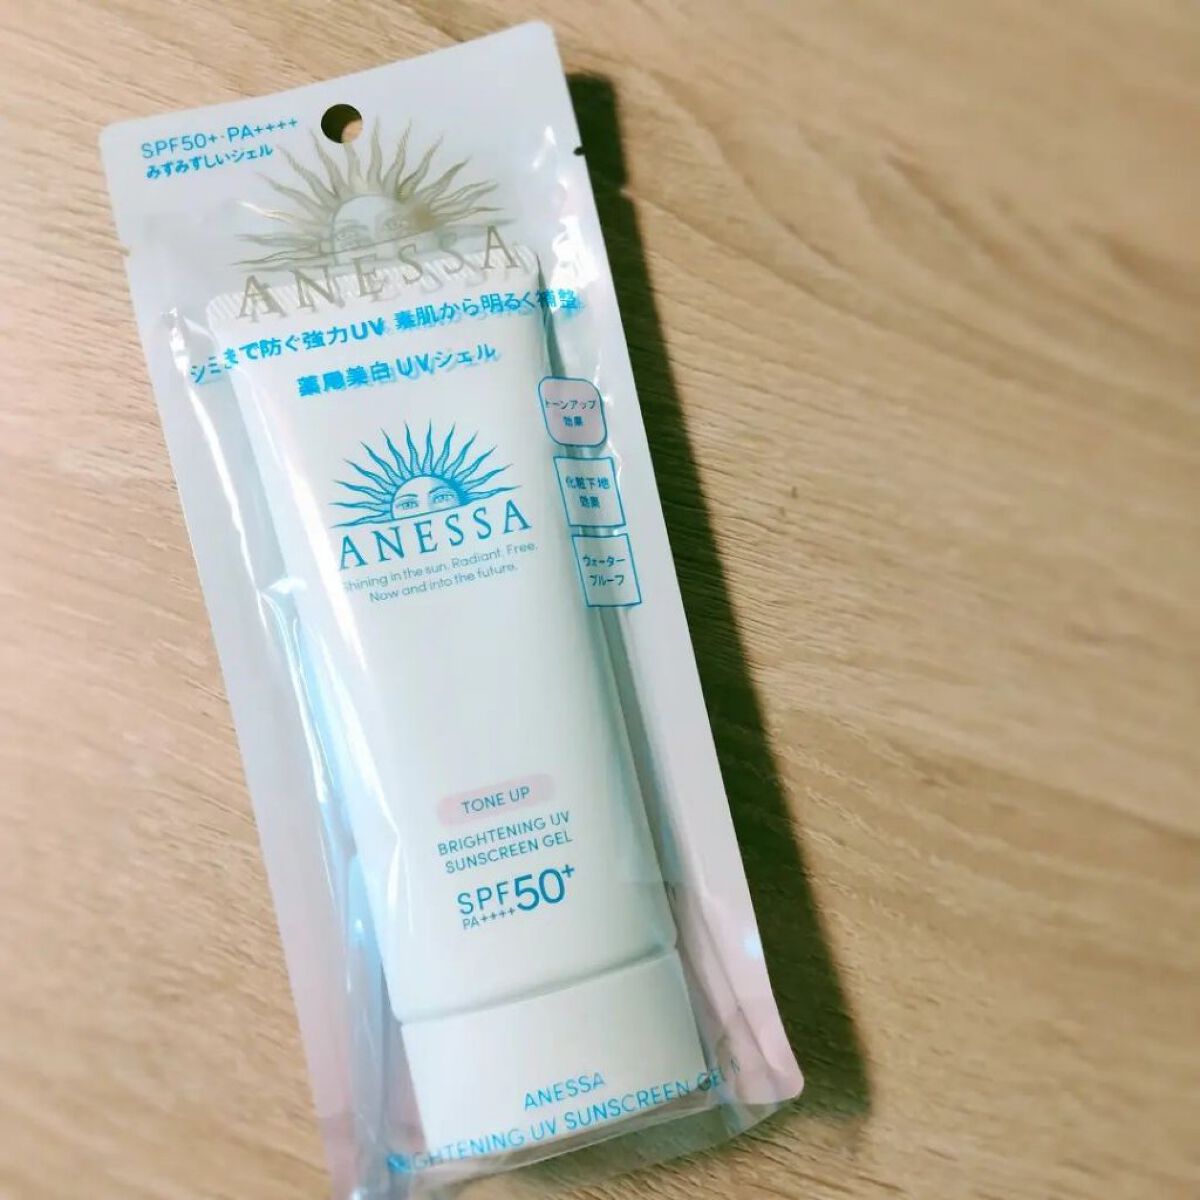 SPF50+・PA++++
みずみずしいジェル
ANESSA
シミまで防ぐ強力UV 素肌から明るく補整
薬用美白UVジェル
トーンアップ
効果
ANESSA
化粧下地
効果
Shining in the sun. Radiant. Free.
Now and into the future.
ウォーター
プルーフ
TONE UP
BRIGHTENING UV
SUNSCREEN GEL
SPF50+
PA++++
ANESSA
BRIGHTENING UV SUNSCREEN GEL N